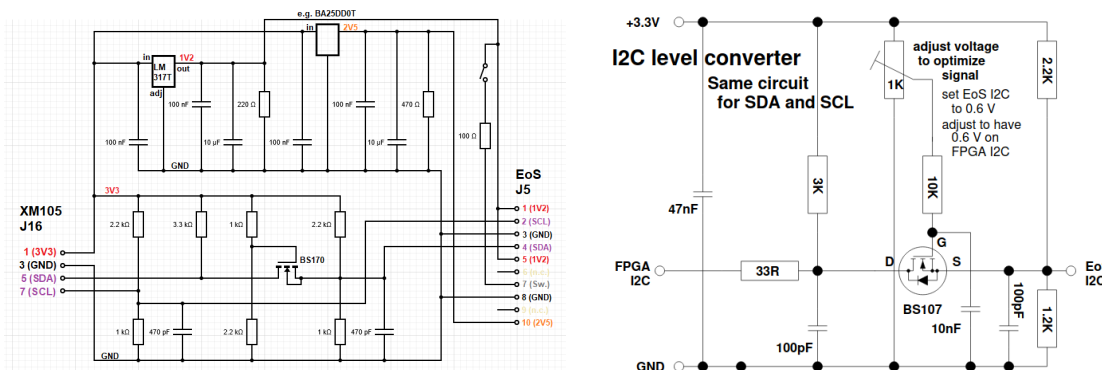 e.g. BA25DD0T
in
2V5
in
1V2
LM
317T
out
adj
100 nF
220 Ω
100 nF
470 Ω
100 Ω
100 nF
10 µF
100 nF
10 µF
GND
3V3
2.2 kΩ
3.3 kΩ
1 kΩ
2.2 kΩ
BS170
XM105
J16
1 (3V3)
3 (GND)
5 (SDA)
7 (SCL)
1 kΩ
470 pF
2.2 kΩ
1 kΩ
470 pF
GND
EoS
J5
1 (1V2)
2 (SCL)
3 (GND)
4 (SDA)
5 (1V2)
6 (n.c.)
7 (Sw.)
8 (GND)
9 (n.c.)
10 (2V5)
+3.3V
I2C level converter
Same circuit
for SDA and SCL
1K
adjust voltage
to optimize
signal
set EoS I2C
to 0.6 V
adjust to have
0.6 V on
FPGA I2C
2.2K
3K
10K
47nF
FPGA
I2C
33R
D
G
S
BS107
10nF
100pF
100pF
1.2K
Eo
I2C
GND